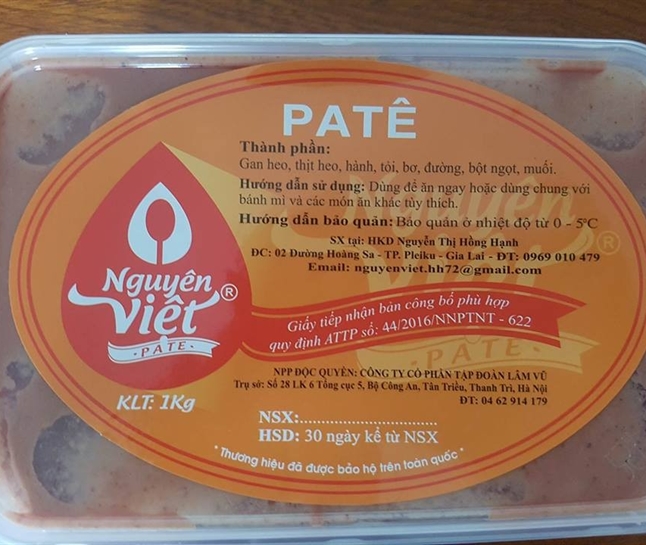 PATÊ
Thành phần:
Gan heo, thịt heo, hành, tỏi, bơ, đường, bột ngọt, muối.
Hướng dẫn sử dụng: Dùng để ăn ngay hoặc dùng chung với
bánh mì và các món ăn khác tùy thích.
Hướng dẫn bảo quản: Bảo quản ở nhiệt độ từ 0 - 5°C
SX tại: HKD Nguyễn Thị Hồng Hạnh
ĐC: 02 Đường Hoàng Sa - TP. Pleiku - Gia Lai - ĐT: 0969 010 479
Email: nguyenviet.hh72@gmail.com
Nguyên
Việt ®
PATE
KLT: 1Kg
Nguyên
Việt ®
PATE
Giấy tiếp nhận bản công bố phù hợp
quy định ATTP số: 44/2016/NNPTNT - 622
NPP ĐỘC QUYỀN: CÔNG TY CỔ PHẦN TẬP ĐOÀN LÂM VŨ
Trụ sở: Số 28 LK 6 Tổng cục 5, Bộ Công An, Tân Triều, Thanh Trì, Hà Nội
ĐT: 04 62 914 179
NSX:...............................
HSD: 30 ngày kể từ NSX
* Thương hiệu đã được bảo hộ trên toàn quốc *